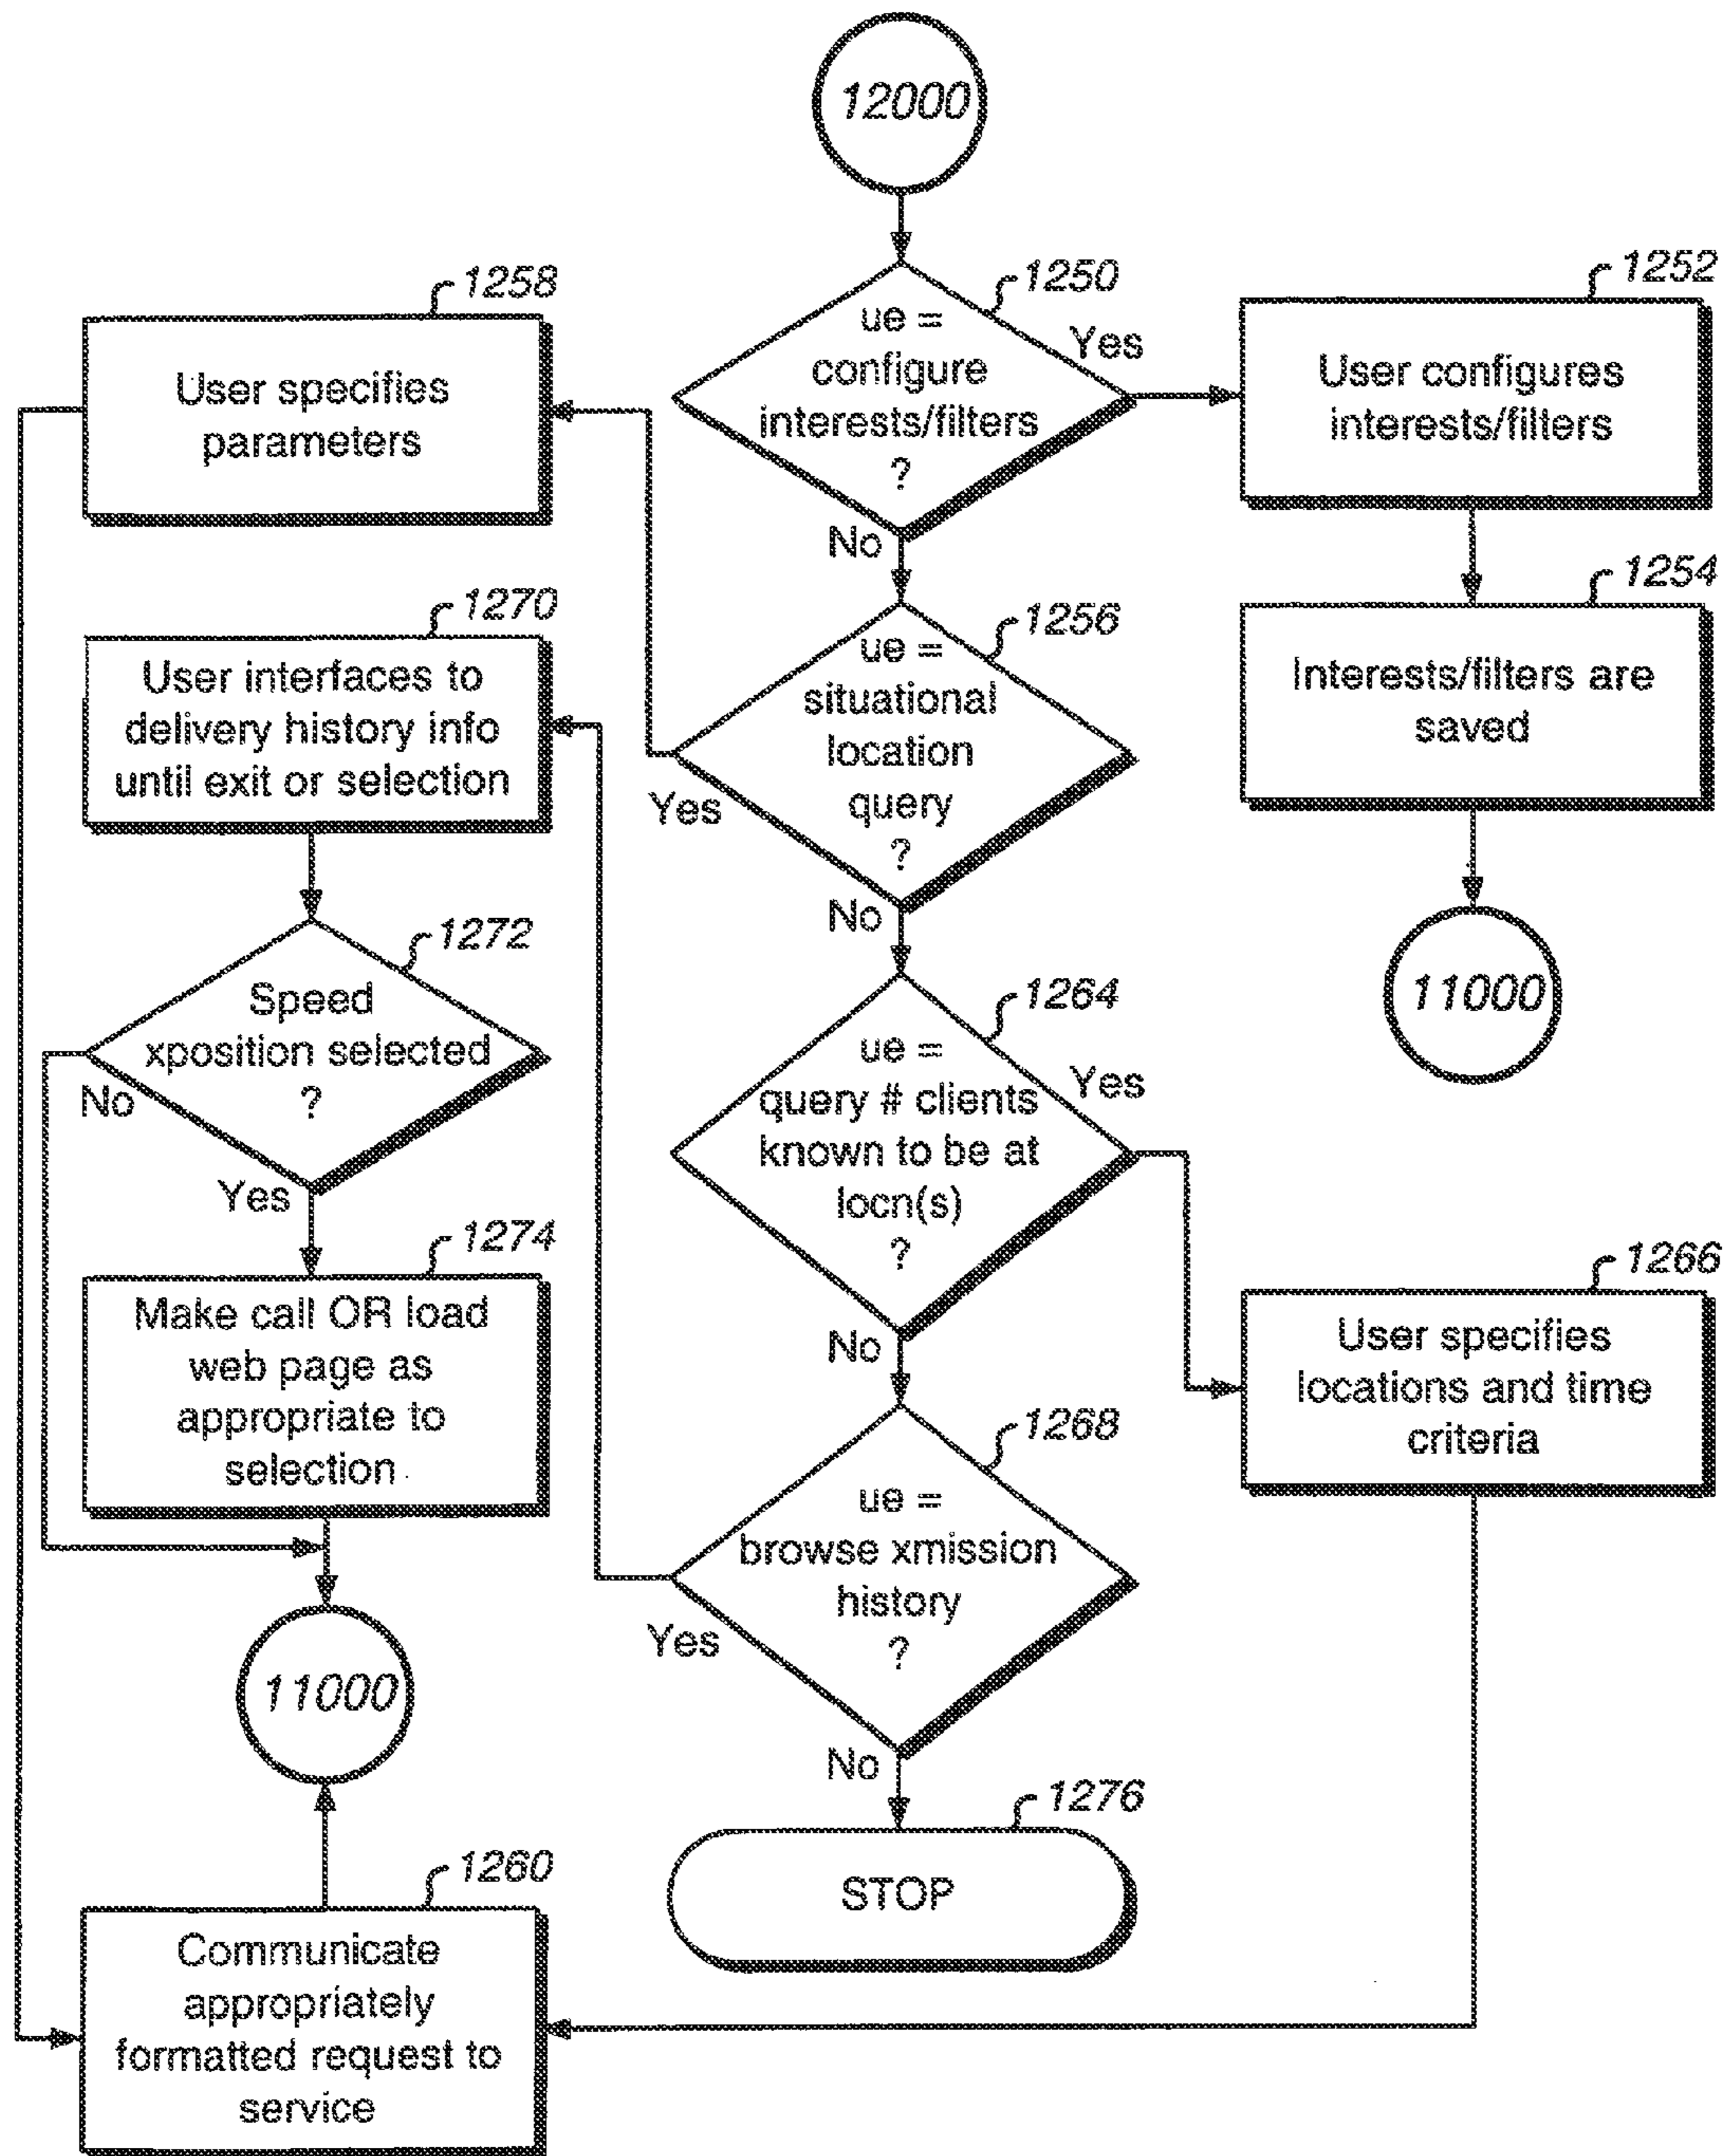 12000
1250
ue =
configure
interests/filters
?
Yes
No
1252
User configures
interests/filters
1254
Interests/filters are
saved
11000
1256
ue =
situational
location
query
?
Yes
No
1258
User specifies
parameters
1264
ue =
query # clients
known to be at
locn(s)
?
Yes
No
1266
User specifies
locations and time
criteria
1268
ue =
browse xmission
history
?
Yes
No
1270
User interfaces to
delivery history info
until exit or selection
1272
Speed
xposition selected
?
No
Yes
1274
Make call OR load
web page as
appropriate to
selection
11000
1260
Communicate
appropriately
formatted request to
service
1276
STOP